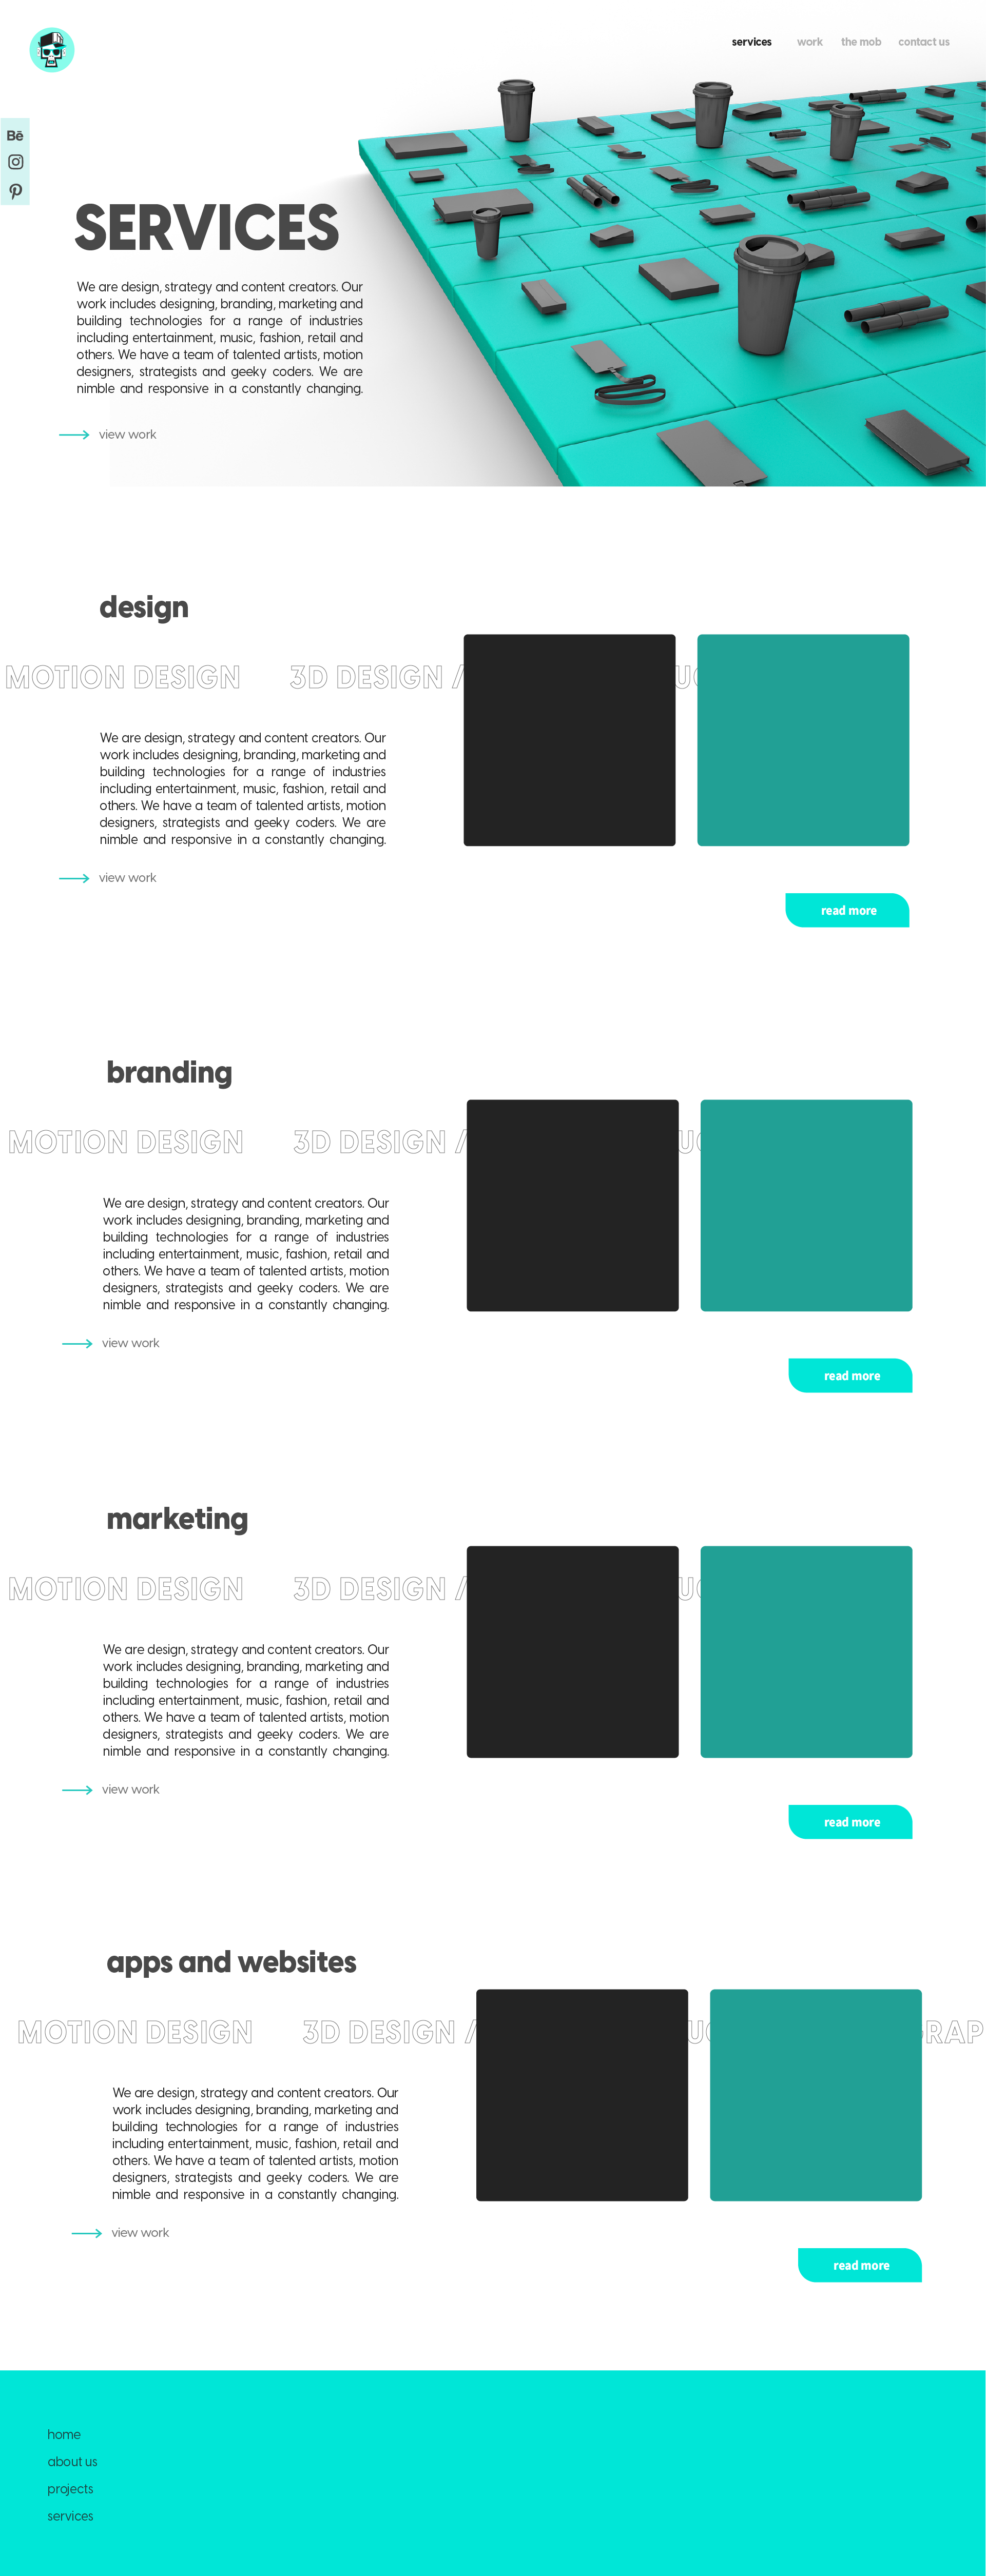 services work the mob contact us
Bē
SERVICES
We are design, strategy and content creators. Our
work includes designing, branding, marketing and
building technologies for a range of industries
including entertainment, music, fashion, retail and
others. We have a team of talented artists, motion
designers, strategists and geeky coders. We are
nimble and responsive in a constantly changing.
view work
design
MOTION DESIGN 3D DESIGN /
We are design, strategy and content creators. Our
work includes designing, branding, marketing and
building technologies for a range of industries
including entertainment, music, fashion, retail and
others. We have a team of talented artists, motion
designers, strategists and geeky coders. We are
nimble and responsive in a constantly changing.
view work
read more
branding
MOTION DESIGN 3D DESIGN /
We are design, strategy and content creators. Our
work includes designing, branding, marketing and
building technologies for a range of industries
including entertainment, music, fashion, retail and
others. We have a team of talented artists, motion
designers, strategists and geeky coders. We are
nimble and responsive in a constantly changing.
view work
read more
marketing
MOTION DESIGN 3D DESIGN /
We are design, strategy and content creators. Our
work includes designing, branding, marketing and
building technologies for a range of industries
including entertainment, music, fashion, retail and
others. We have a team of talented artists, motion
designers, strategists and geeky coders. We are
nimble and responsive in a constantly changing.
view work
read more
apps and websites
MOTION DESIGN 3D DESIGN /
We are design, strategy and content creators. Our
work includes designing, branding, marketing and
building technologies for a range of industries
including entertainment, music, fashion, retail and
others. We have a team of talented artists, motion
designers, strategists and geeky coders. We are
nimble and responsive in a constantly changing.
view work
read more
home
about us
projects
services